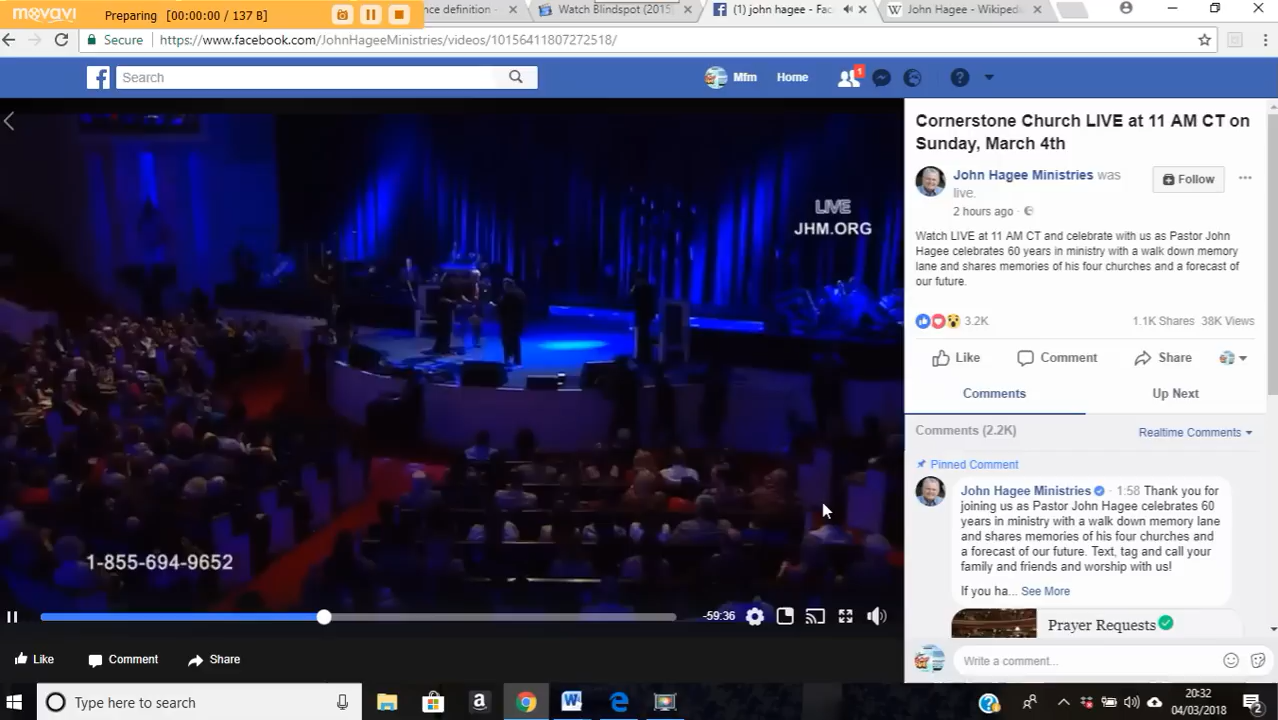 movavi
Preparing [00:00:00 / 137 B]
nce definition -
Watch Blindspot (2015
(1) john hagee - Fac
W John Hagee - Wikiped
Secure https://www.facebook.com/JohnHageeMinistries/videos/10156411807272518/
f Search
Mfm Home 1 ?
Cornerstone Church LIVE at 11 AM CT on
Sunday, March 4th
John Hagee Ministries was
live.
Follow
2 hours ago
Watch LIVE at 11 AM CT and celebrate with us as Pastor John
Hagee celebrates 60 years in ministry with a walk down memory
lane and shares memories of his four churches and a forecast of
our future.
3.2K 1.1K Shares 38K Views
Like Comment Share
Comments Up Next
Comments (2.2K) Realtime Comments
Pinned Comment
John Hagee Ministries 1:58 Thank you for
joining us as Pastor John Hagee celebrates 60
years in ministry with a walk down memory lane
and shares memories of his four churches and
a forecast of our future. Text, tag and call your
family and friends and worship with us!
If you ha... See More
Prayer Requests
Write a comment...
LIVE
JHM.ORG
1-855-694-9652
-59:36
Like Comment Share
Type here to search
20:32
04/03/2018
2